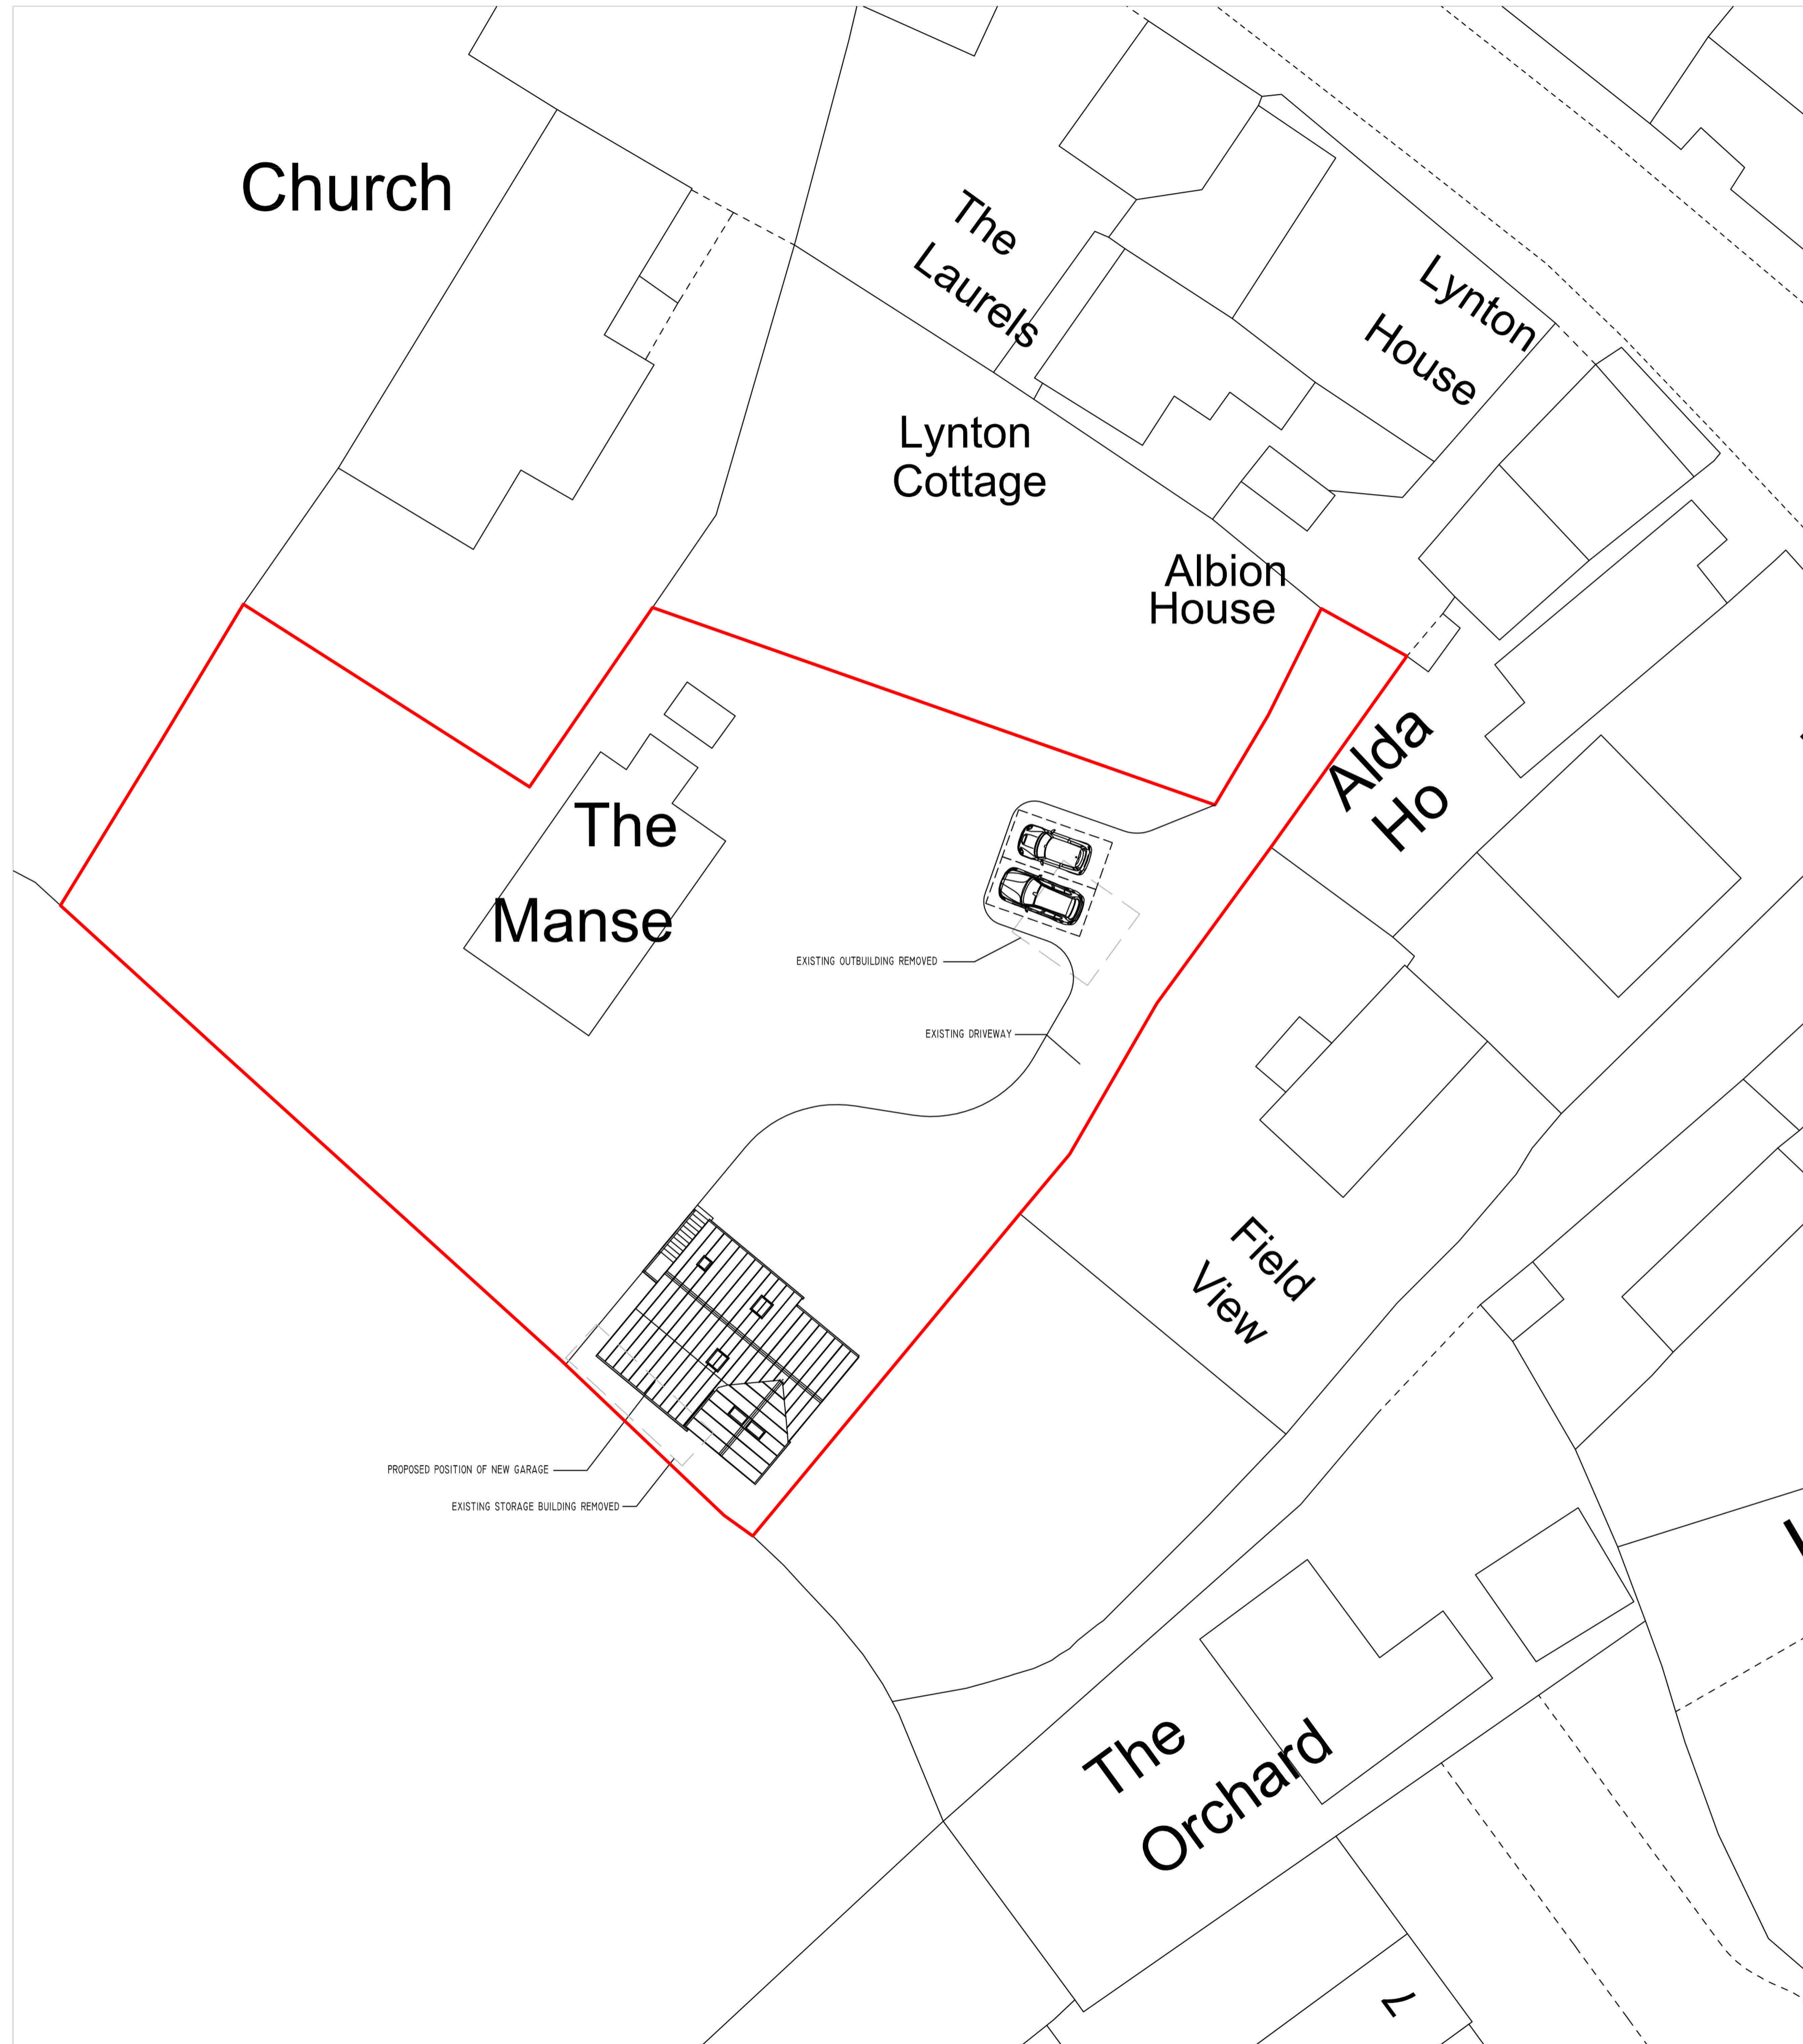 Church
The
Laurels
Lynton
House
Lynton
Cottage
Albion
House
Alda
Ho
The
Manse
EXISTING OUTBUILDING REMOVED
EXISTING DRIVEWAY
Field
View
PROPOSED POSITION OF NEW GARAGE
EXISTING STORAGE BUILDING REMOVED
The
Orchard
7